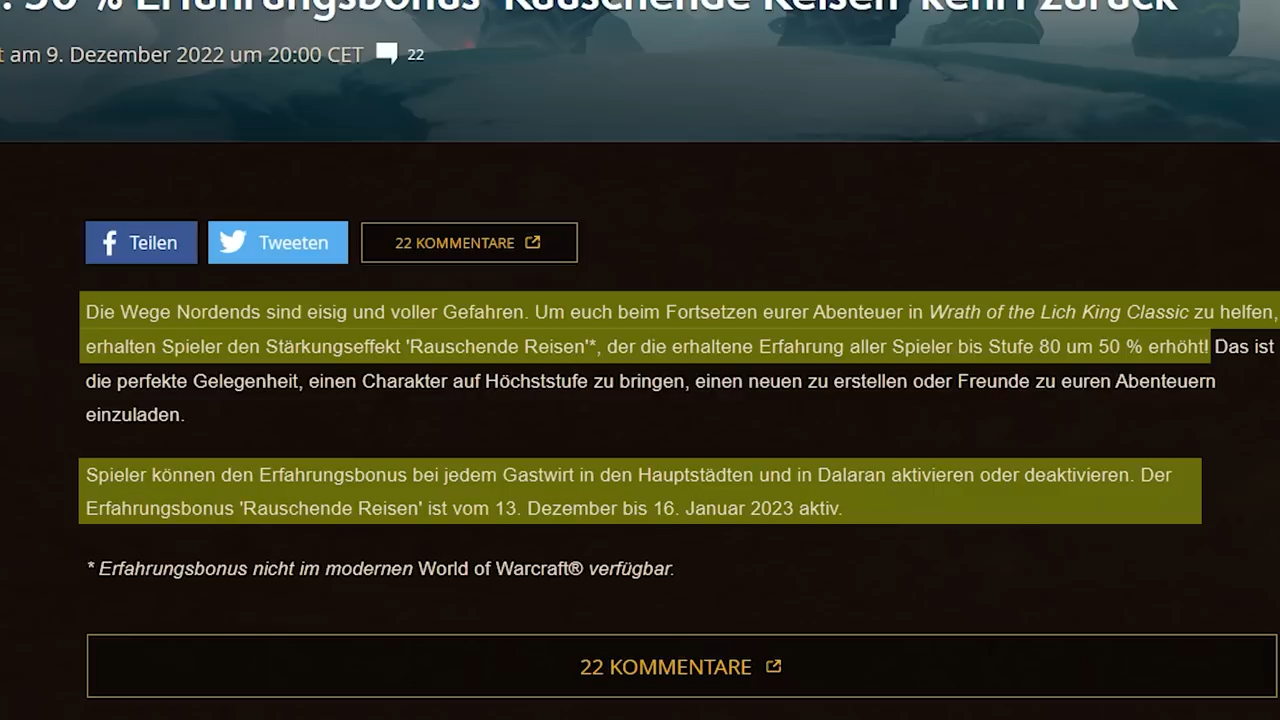 : 50 % Erfahrungsbonus 'Rauschende Reisen' kehrt zurück
t am 9. Dezember 2022 um 20:00 CET 22
Teilen Tweeten 22 KOMMENTARE
Die Wege Nordends sind eisig und voller Gefahren. Um euch beim Fortsetzen eurer Abenteuer in Wrath of the Lich King Classic zu helfen,
erhalten Spieler den Stärkungseffekt 'Rauschende Reisen'*, der die erhaltene Erfahrung aller Spieler bis Stufe 80 um 50 % erhöht! Das ist
die perfekte Gelegenheit, einen Charakter auf Höchststufe zu bringen, einen neuen zu erstellen oder Freunde zu euren Abenteuern
einzuladen.
Spieler können den Erfahrungsbonus bei jedem Gastwirt in den Hauptstädten und in Dalaran aktivieren oder deaktivieren. Der
Erfahrungsbonus 'Rauschende Reisen' ist vom 13. Dezember bis 16. Januar 2023 aktiv.
* Erfahrungsbonus nicht im modernen World of Warcraft® verfügbar.
22 KOMMENTARE